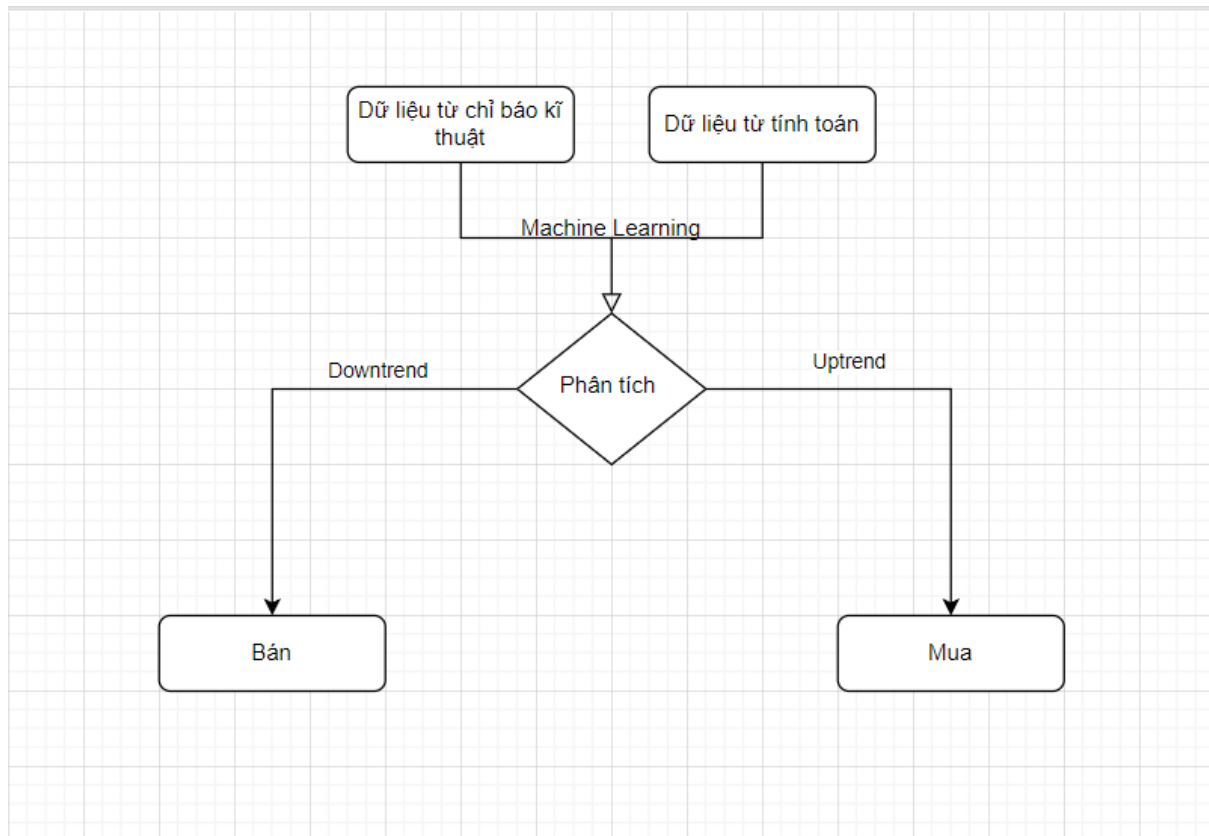 Dữ liệu từ chỉ báo kĩ
thuật
Dữ liệu từ tính toán
Machine Learning
Downtrend
Uptrend
Phân tích
Bán
Mua